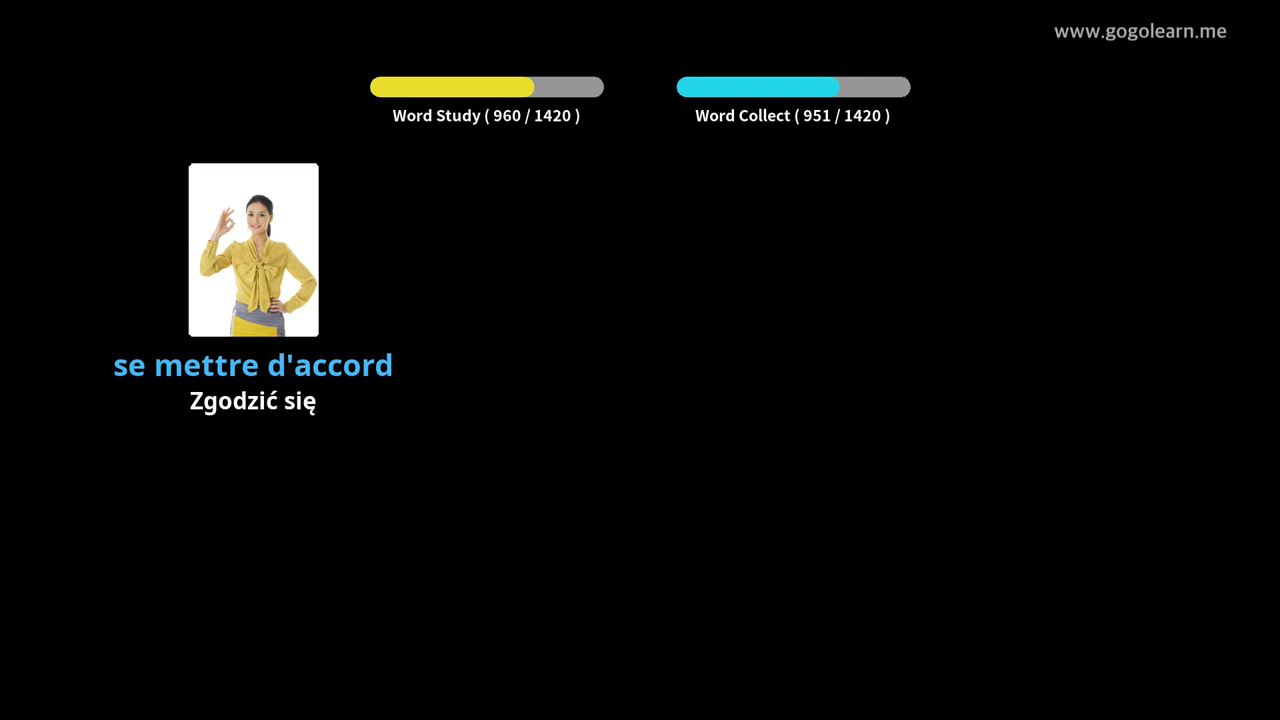 www.gogolearn.me
Word Study ( 960 / 1420 )
Word Collect ( 951 / 1420 )
se mettre d'accord
Zgodzić się